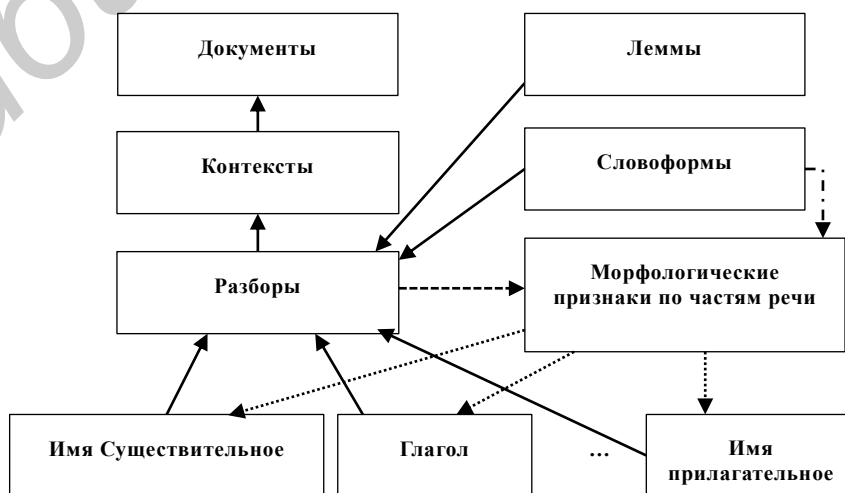 Документы
Леммы
Контексты
Словоформы
Разборы
Морфологические
признаки по частям речи
Имя Существительное
Глагол
...
Имя
прилагательное